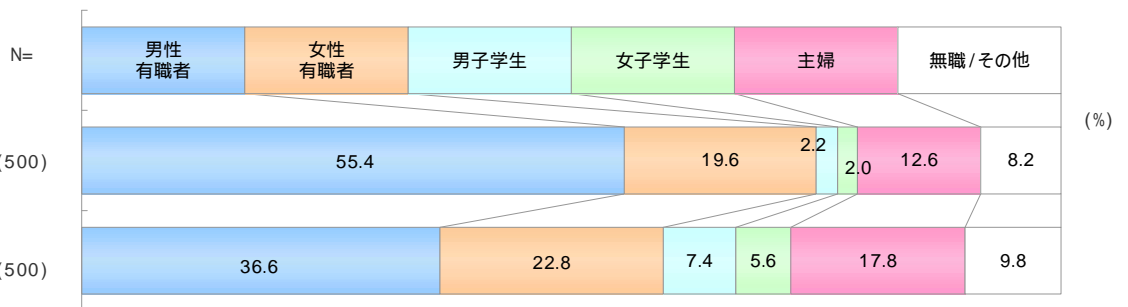 N=
男性
有職者
女性
有職者
男子学生
女子学生
主婦
無職/その他
(%)
(500)
55.4
19.6
2.2
2.0
12.6
8.2
(500)
36.6
22.8
7.4
5.6
17.8
9.8